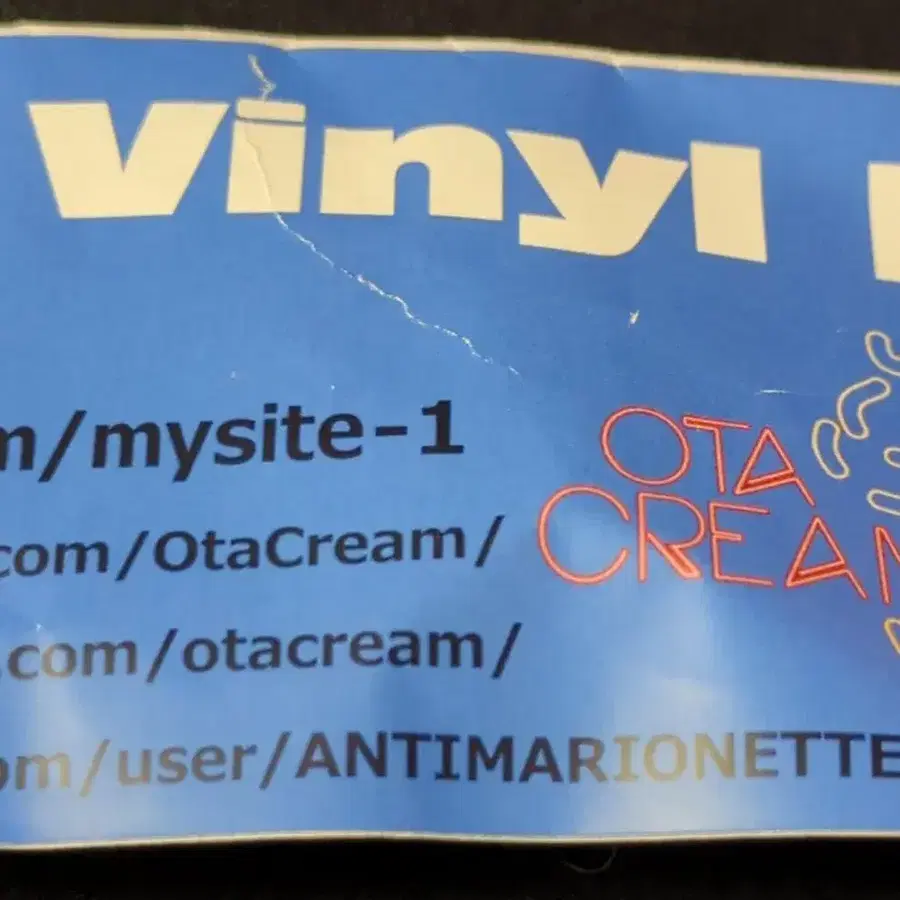 Vinyl
m/mysite-1
com/OtaCream/
.com/otacream/
om/user/ANTIMARIONETTE
OTA
CREAM